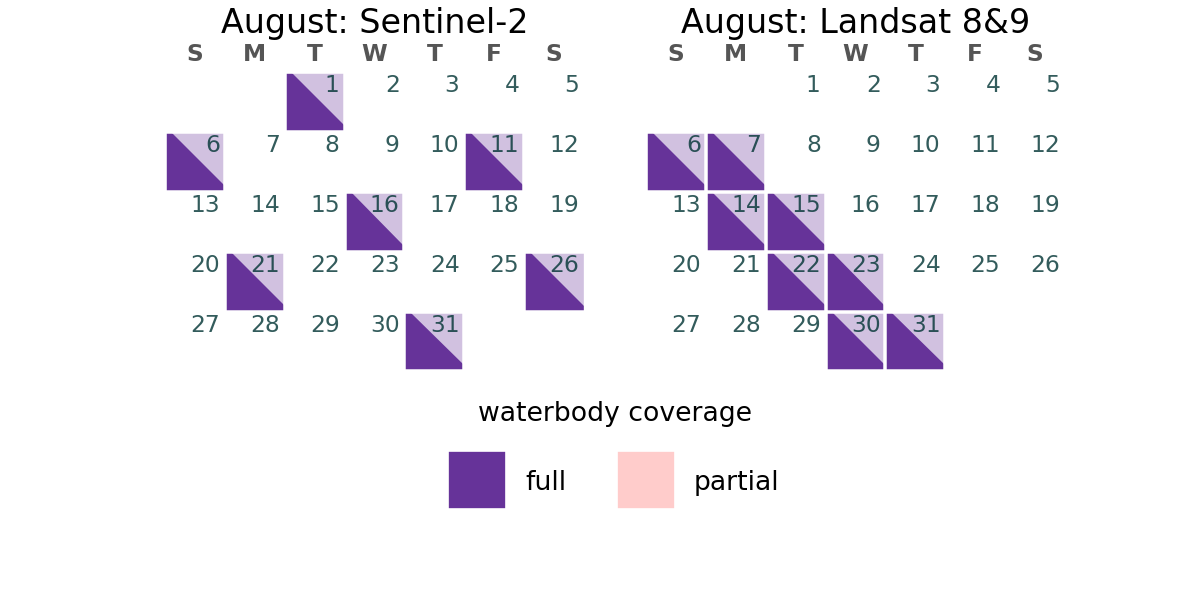 August: Sentinel-2
S M T W T F S
1 2 3 4 5
6 7 8 9 10 11 12
13 14 15 16 17 18 19
20 21 22 23 24 25 26
27 28 29 30 31
August: Landsat 8&9
S M T W T F S
1 2 3 4 5
6 7 8 9 10 11 12
13 14 15 16 17 18 19
20 21 22 23 24 25 26
27 28 29 30 31
waterbody coverage
full partial